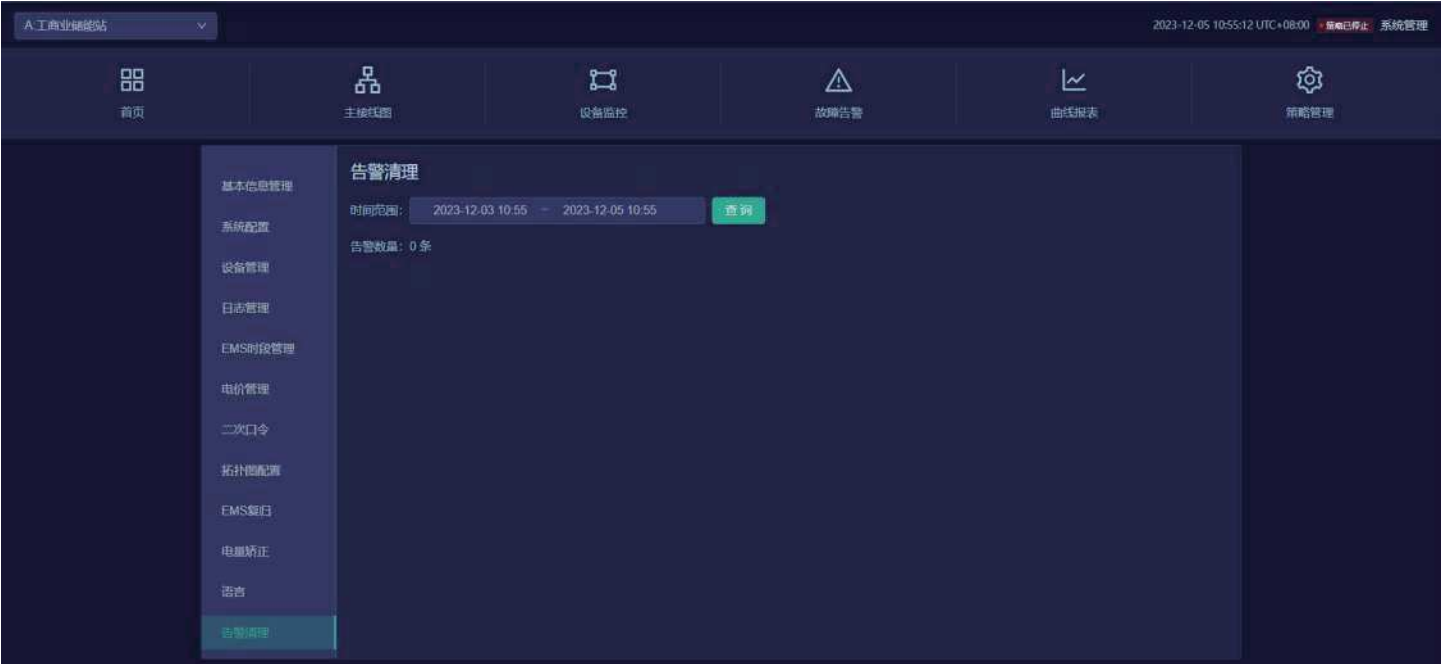 A工商业储能站
2023-12-05 10:55:12 UTC+08:00 策略已停止 系统管理
首页 主接线图 设备监控 故障告警 曲线报表 策略管理
告警清理
基本信息管理
时间范围: 2023-12-03 10:55 ~ 2023-12-05 10:55 查询
系统配置
告警数量: 0 条
设备管理
日志管理
EMS时段管理
电价管理
二次口令
拓扑图配置
EMS复归
电量矫正
语言
告警清理